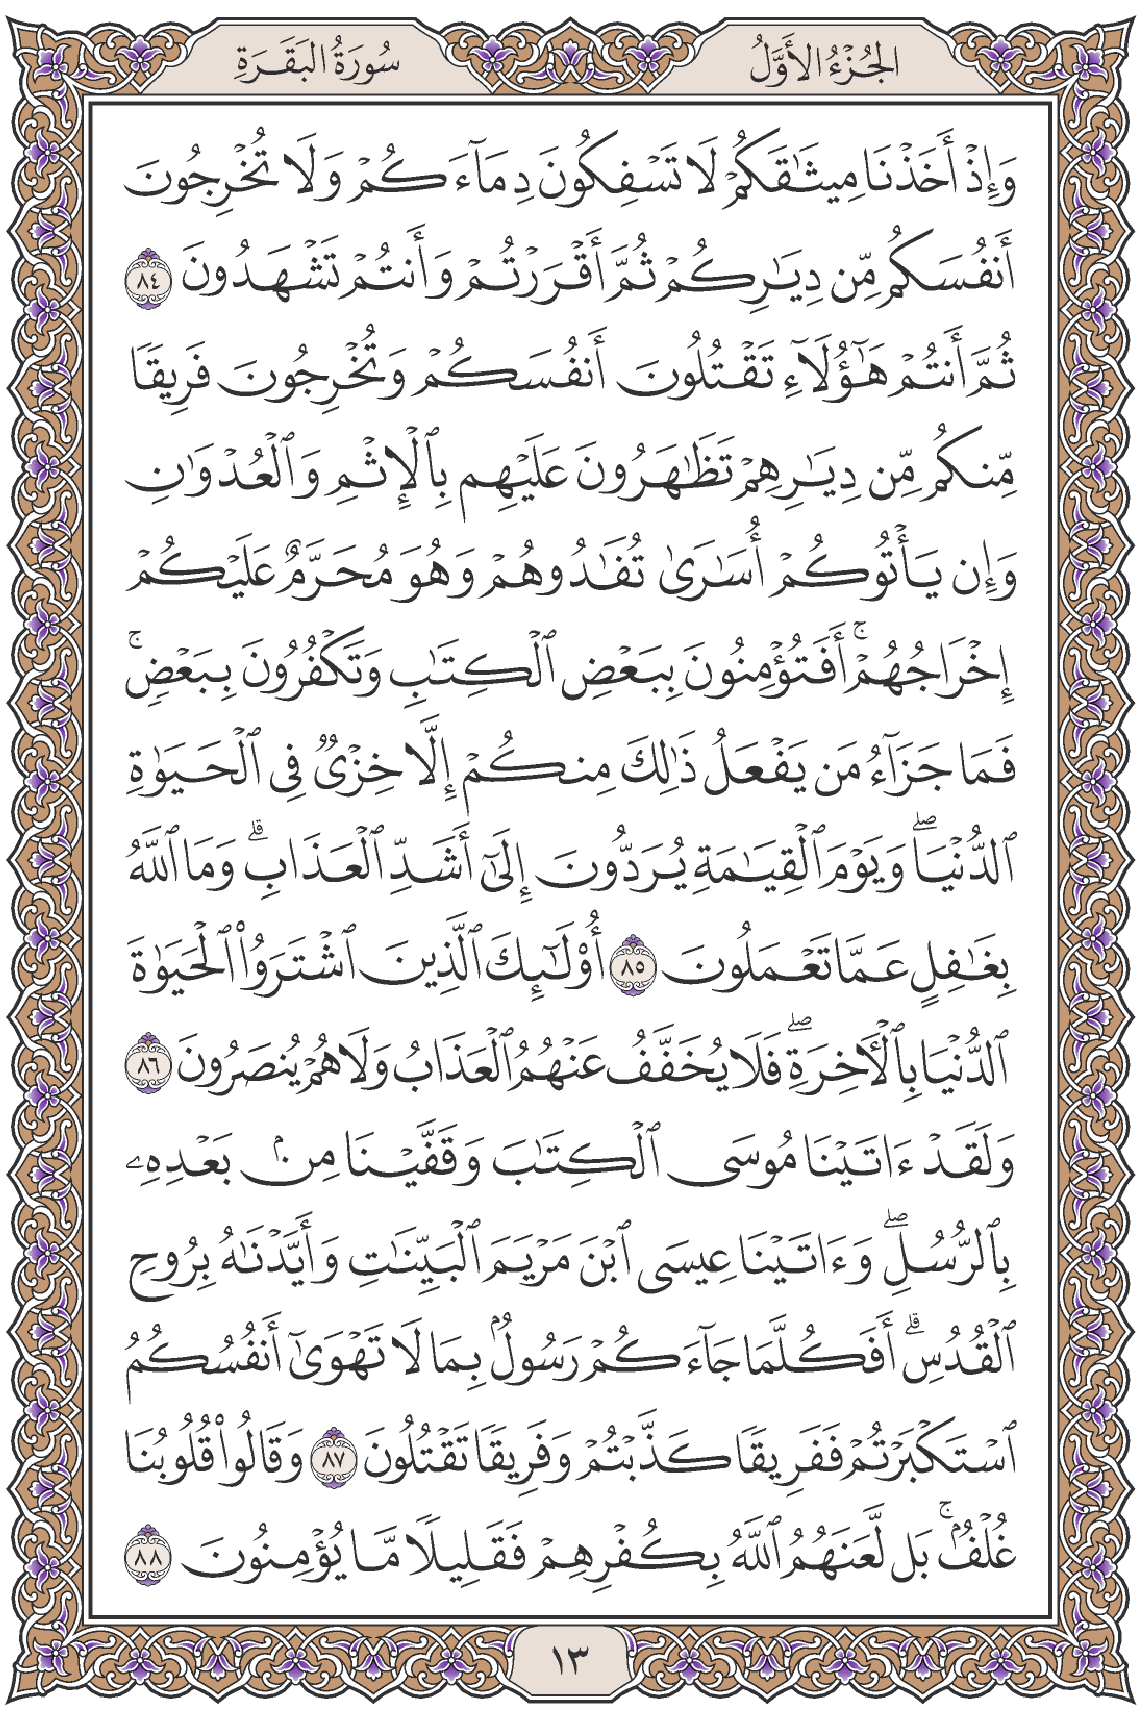 الجُزْءُ الأَوَّلُ
سُورَةُ البَقَرَةِ
وَإِذْ أَخَذْنَا مِيثَٰقَكُمْ لَا تَسْفِكُونَ دِمَآءَكُمْ وَلَا تُخْرِجُونَ
أَنفُسَكُم مِّن دِيَٰرِكُمْ ثُمَّ أَقْرَرْتُمْ وَأَنتُمْ تَشْهَدُونَ ٨٤
ثُمَّ أَنتُمْ هَٰٓؤُلَآءِ تَقْتُلُونَ أَنفُسَكُمْ وَتُخْرِجُونَ فَرِيقًا
مِّنكُم مِّن دِيَٰرِهِمْ تَظَٰهَرُونَ عَلَيْهِم بِٱلْإِثْمِ وَٱلْعُدْوَٰنِ
وَإِن يَأْتُوكُمْ أُسَٰرَىٰ تُفَٰدُوهُمْ وَهُوَ مُحَرَّمٌ عَلَيْكُمْ
إِخْرَاجُهُمْۚ أَفَتُؤْمِنُونَ بِبَعْضِ ٱلْكِتَٰبِ وَتَكْفُرُونَ بِبَعْضٍۚ
فَمَا جَزَآءُ مَن يَفْعَلُ ذَٰلِكَ مِنكُمْ إِلَّا خِزْىٌ فِى ٱلْحَيَوٰةِ
ٱلدُّنْيَاۖ وَيَوْمَ ٱلْقِيَٰمَةِ يُرَدُّونَ إِلَىٰٓ أَشَدِّ ٱلْعَذَابِۗ وَمَا ٱللَّهُ
بِغَٰفِلٍ عَمَّا تَعْمَلُونَ ٨٥ أُو۟لَٰٓئِكَ ٱلَّذِينَ ٱشْتَرَوُا۟ ٱلْحَيَوٰةَ
ٱلدُّنْيَا بِٱلْأَخِرَةِۖ فَلَا يُخَفَّفُ عَنْهُمُ ٱلْعَذَابُ وَلَا هُمْ يُنصَرُونَ ٨٦
وَلَقَدْ ءَاتَيْنَا مُوسَى ٱلْكِتَٰبَ وَقَفَّيْنَا مِنۢ بَعْدِهِۦ
بِٱلرُّسُلِۖ وَءَاتَيْنَا عِيسَى ٱبْنَ مَرْيَمَ ٱلْبَيِّنَٰتِ وَأَيَّدْنَٰهُ بِرُوحِ
ٱلْقُدُسِۗ أَفَكُلَّمَا جَآءَكُمْ رَسُولٌۢ بِمَا لَا تَهْوَىٰٓ أَنفُسُكُمُ
ٱسْتَكْبَرْتُمْ فَفَرِيقًا كَذَّبْتُمْ وَفَرِيقًا تَقْتُلُونَ ٨٧ وَقَالُوا۟ قُلُوبُنَا
غُلْفٌۢۚ بَل لَّعَنَهُمُ ٱللَّهُ بِكُفْرِهِمْ فَقَلِيلًا مَّا يُؤْمِنُونَ ٨٨
١٣